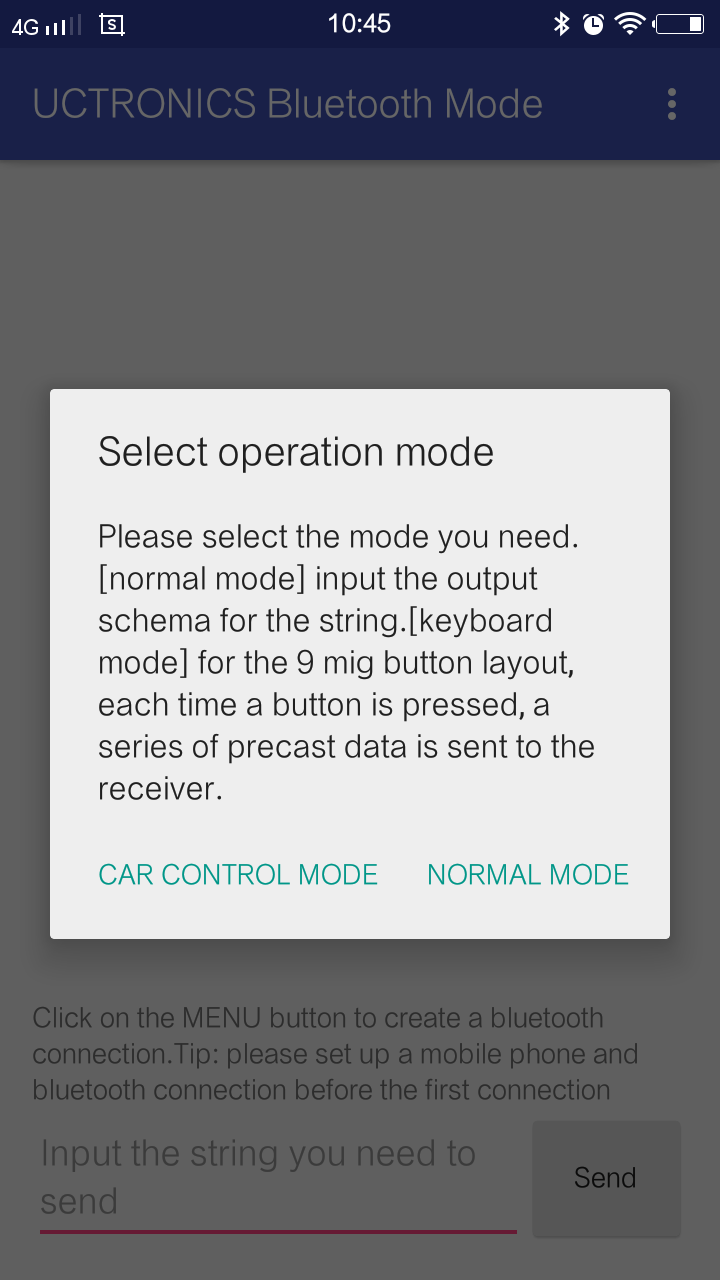 4G
S
10:45
UCTRONICS Bluetooth Mode
Select operation mode
Please select the mode you need.
[normal mode] input the output
schema for the string.[keyboard
mode] for the 9 mig button layout,
each time a button is pressed, a
series of precast data is sent to the
receiver.
CAR CONTROL MODE NORMAL MODE
Click on the MENU button to create a bluetooth
connection.Tip: please set up a mobile phone and
bluetooth connection before the first connection
Input the string you need to
send
Send